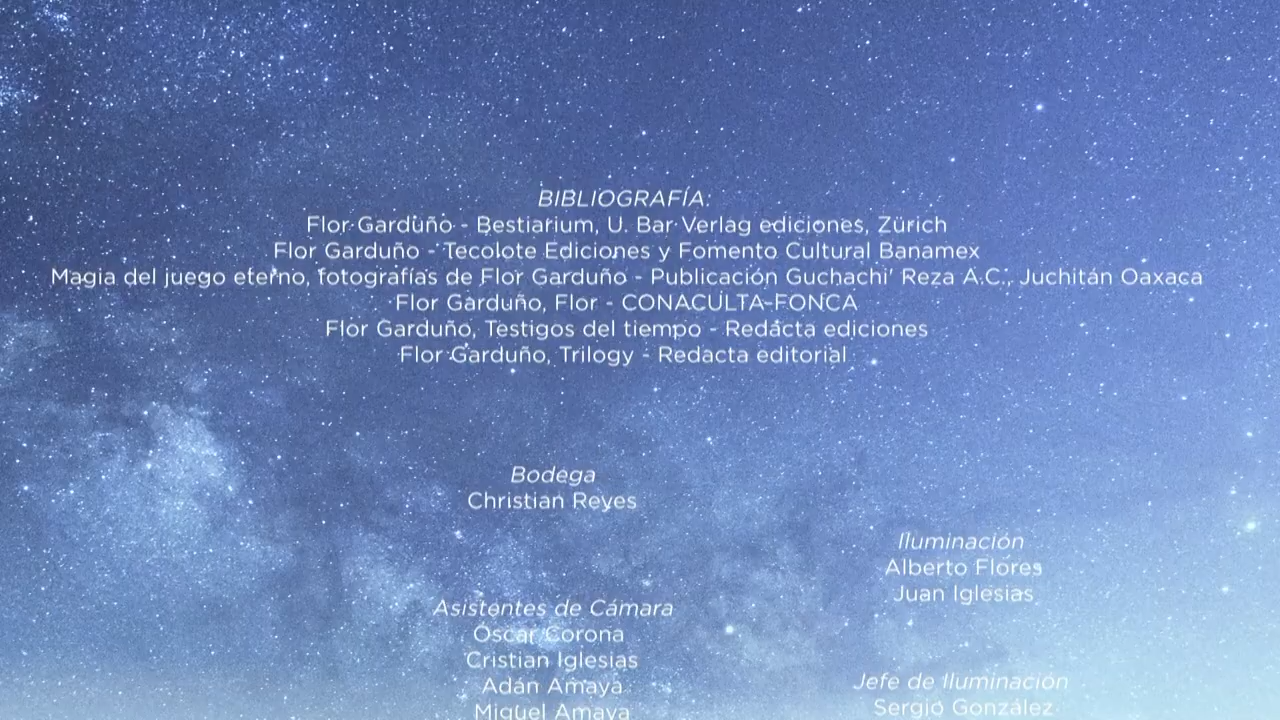 BIBLIOGRAFÍA:
Flor Garduño - Bestiarium, U. Bar Verlag ediciones, Zürich
Flor Garduño - Tecolote Ediciones y Fomento Cultural Banamex
Magia del juego eterno, fotografías de Flor Garduño - Publicación Guchachi' Reza A.C., Juchitán Oaxaca
Flor Garduño, Flor - CONACULTA-FONCA
Flor Garduño, Testigos del tiempo - Redacta ediciones
Flor Garduño, Trilogy - Redacta editorial
Bodega
Christian Reyes
Asistentes de Cámara
Óscar Corona
Cristian Iglesias
Adán Amaya
Miguel Amaya
Iluminación
Alberto Flores
Juan Iglesias
Jefe de Iluminación
Sergio González